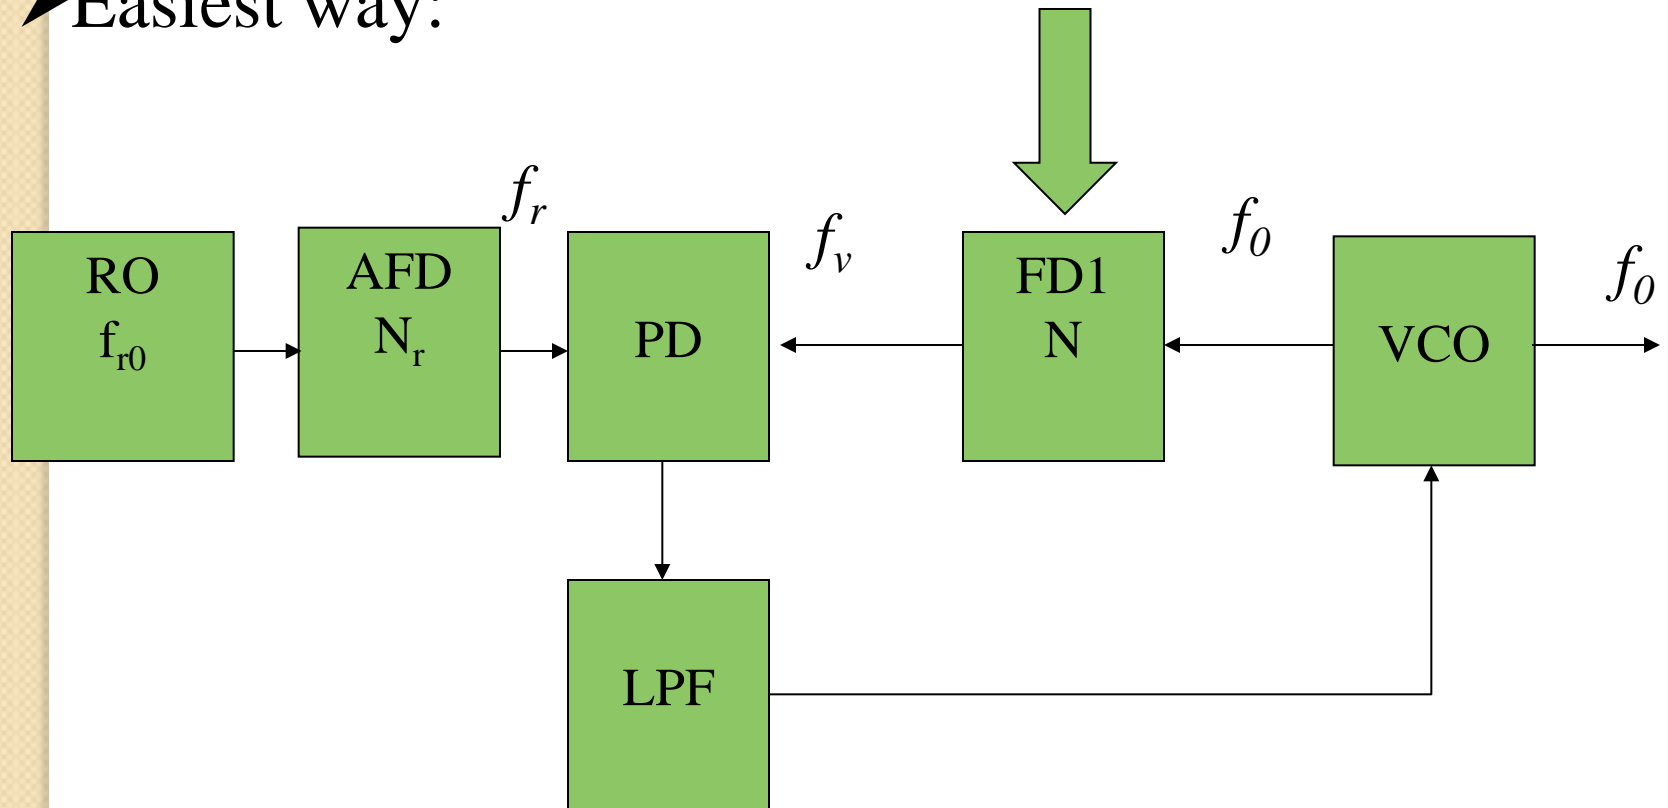 Easiest way:
f_r
f_v
f_0
f_0
RO
f_r0
AFD
N_r
PD
FD1
N
VCO
LPF